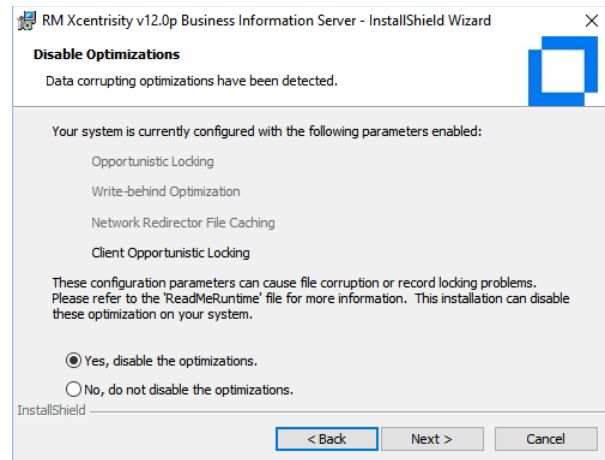 RM Xcentrisity v12.0p Business Information Server - InstallShield Wizard
Disable Optimizations
Data corrupting optimizations have been detected.
Your system is currently configured with the following parameters enabled:
Opportunistic Locking
Write-behind Optimization
Network Redirector File Caching
Client Opportunistic Locking
These configuration parameters can cause file corruption or record locking problems.
Please refer to the 'ReadMeRuntime' file for more information. This installation can disable
these optimization on your system.
Yes, disable the optimizations.
No, do not disable the optimizations.
InstallShield
< Back Next > Cancel